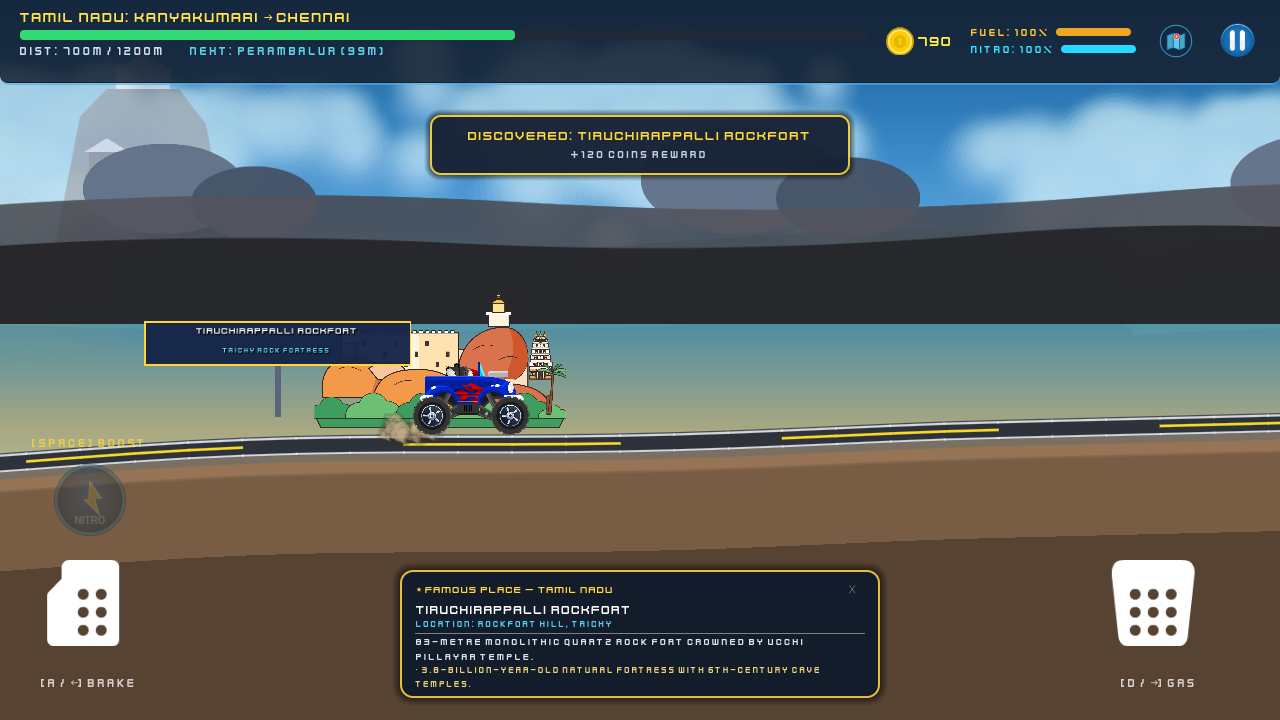 TAMIL NADU: KANYAKUMARI → CHENNAI
DIST: 700M / 1200M
NEXT: PERAMBALUR (99M)
790
FUEL: 100%
NITRO: 100%
DISCOVERED: TIRUCHIRAPPALLI ROCKFORT
+120 COINS REWARD
TIRUCHIRAPPALLI ROCKFORT
TRICHY ROCK FORTRESS
[SPACE] BOOST
NITRO
[A / ←] BRAKE
[D / →] GAS
★ FAMOUS PLACE — TAMIL NADU
X
TIRUCHIRAPPALLI ROCKFORT
LOCATION: ROCKFORT HILL, TRICHY
83-METRE MONOLITHIC QUARTZ ROCK FORT CROWNED BY UCCHI
PILLAYAR TEMPLE.
· 3.8-BILLION-YEAR-OLD NATURAL FORTRESS WITH 6TH-CENTURY CAVE
TEMPLES.